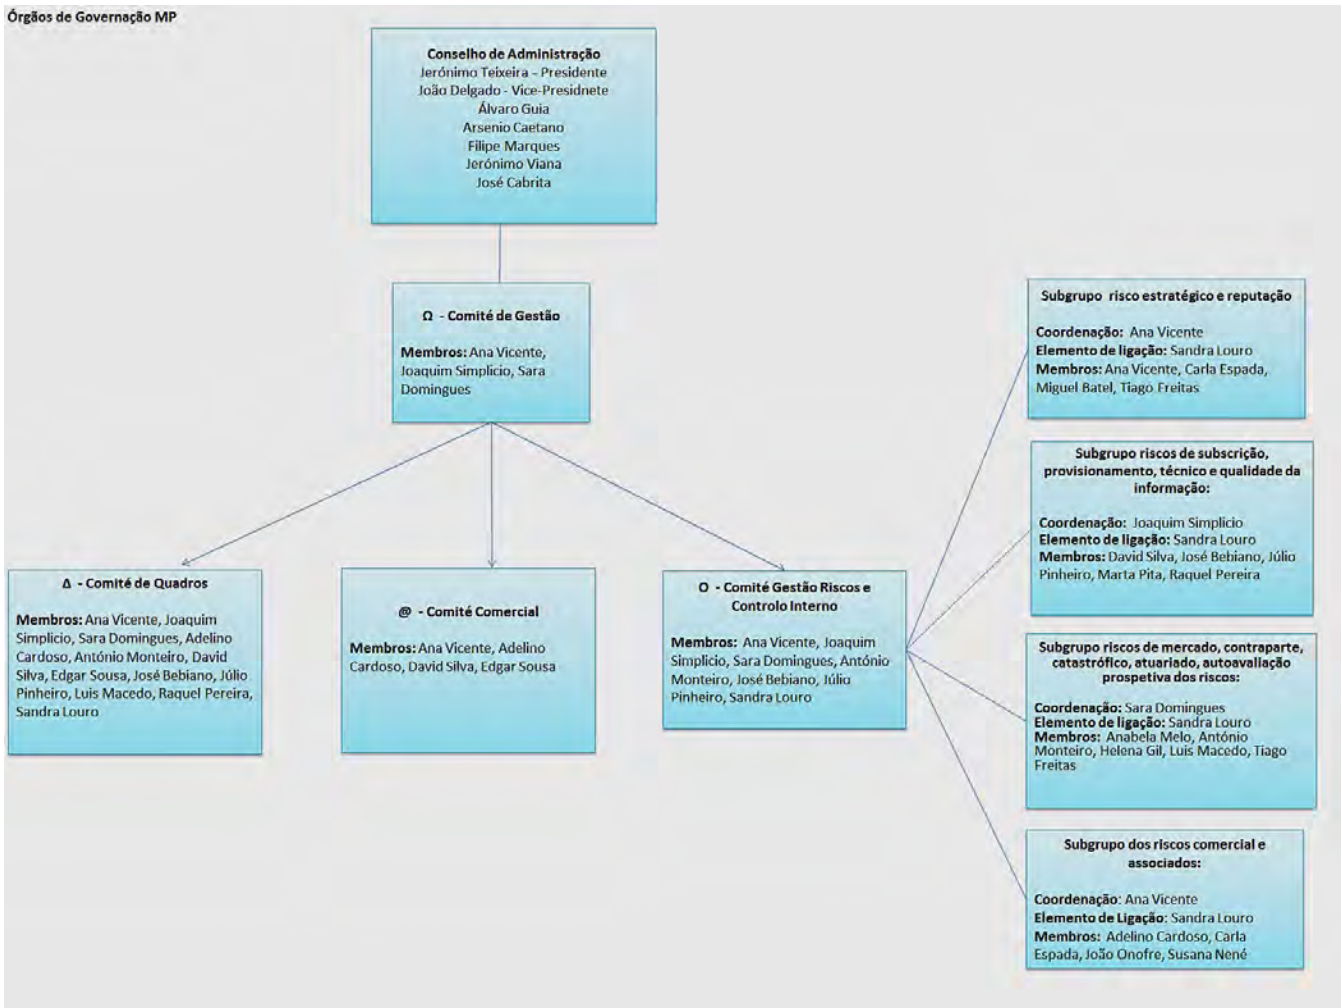 Órgãos de Governação MP
Conselho de Administração
Jerónimo Teixeira - Presidente
João Delgado - Vice-Presidnete
Álvaro Guia
Arsenio Caetano
Filipe Marques
Jerónimo Viana
José Cabrita
Ω - Comité de Gestão
Membros: Ana Vicente,
Joaquim Simplicio, Sara
Domingues
Δ - Comité de Quadros
Membros: Ana Vicente, Joaquim
Simplicio, Sara Domingues, Adelino
Cardoso, António Monteiro, David
Silva, Edgar Sousa, José Bebiano, Júlio
Pinheiro, Luis Macedo, Raquel Pereira,
Sandra Louro
@ - Comité Comercial
Membros: Ana Vicente, Adelino
Cardoso, David Silva, Edgar Sousa
O - Comité Gestão Riscos e
Controlo Interno
Membros: Ana Vicente, Joaquim
Simplicio, Sara Domingues, António
Monteiro, José Bebiano, Júlio
Pinheiro, Sandra Louro
Subgrupo risco estratégico e reputação
Coordenação: Ana Vicente
Elemento de ligação: Sandra Louro
Membros: Ana Vicente, Carla Espada,
Miguel Batel, Tiago Freitas
Subgrupo riscos de subscrição,
provisionamento, técnico e qualidade da
informação:
Coordenação: Joaquim Simplicio
Elemento de ligação: Sandra Louro
Membros: David Silva, José Bebiano, Júlio
Pinheiro, Marta Pita, Raquel Pereira
Subgrupo riscos de mercado, contraparte,
catastrófico, atuariado, autoavaliação
prospetiva dos riscos:
Coordenação: Sara Domingues
Elemento de ligação: Sandra Louro
Membros: Anabela Melo, António
Monteiro, Helena Gil, Luis Macedo, Tiago
Freitas
Subgrupo dos riscos comercial e
associados:
Coordenação: Ana Vicente
Elemento de Ligação: Sandra Louro
Membros: Adelino Cardoso, Carla
Espada, João Onofre, Susana Nené